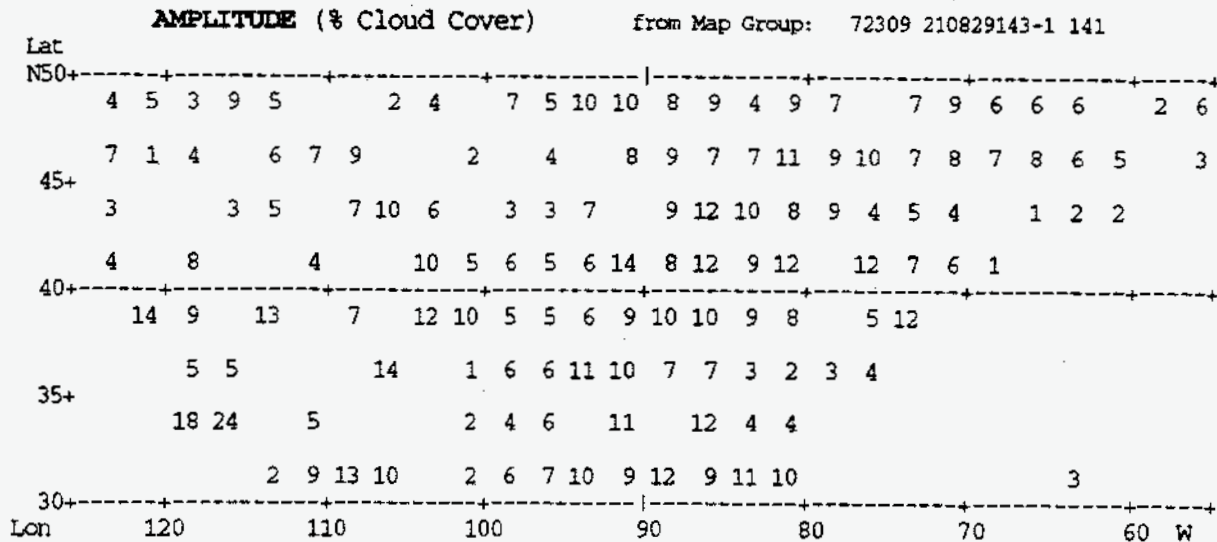 AMPLITUDE (% Cloud Cover) from Map Group: 72309 210829143-1 141
Lat
N50+------+---------+---------+---------|---------+---------+---------+-----+
4 5 3 9 5 2 4 7 5 10 10 8 9 4 9 7 7 9 6 6 6 2 6
7 1 4 6 7 9 2 4 8 9 7 7 11 9 10 7 8 7 8 6 5 3
45+
3 3 5 7 10 6 3 3 7 9 12 10 8 9 4 5 4 1 2 2
4 8 4 10 5 6 5 6 14 8 12 9 12 12 7 6 1
40+------+---------+---------+---------+---------+---------+---------+-----+
14 9 13 7 12 10 5 5 6 9 10 10 9 8 5 12
5 5 14 1 6 6 11 10 7 7 3 2 3 4
35+
18 24 5 2 4 6 11 12 4 4
2 9 13 10 2 6 7 10 9 12 9 11 10 3
30+------+---------+---------+---------|---------+---------+---------+-----+
Lon 120 110 100 90 80 70 60 W